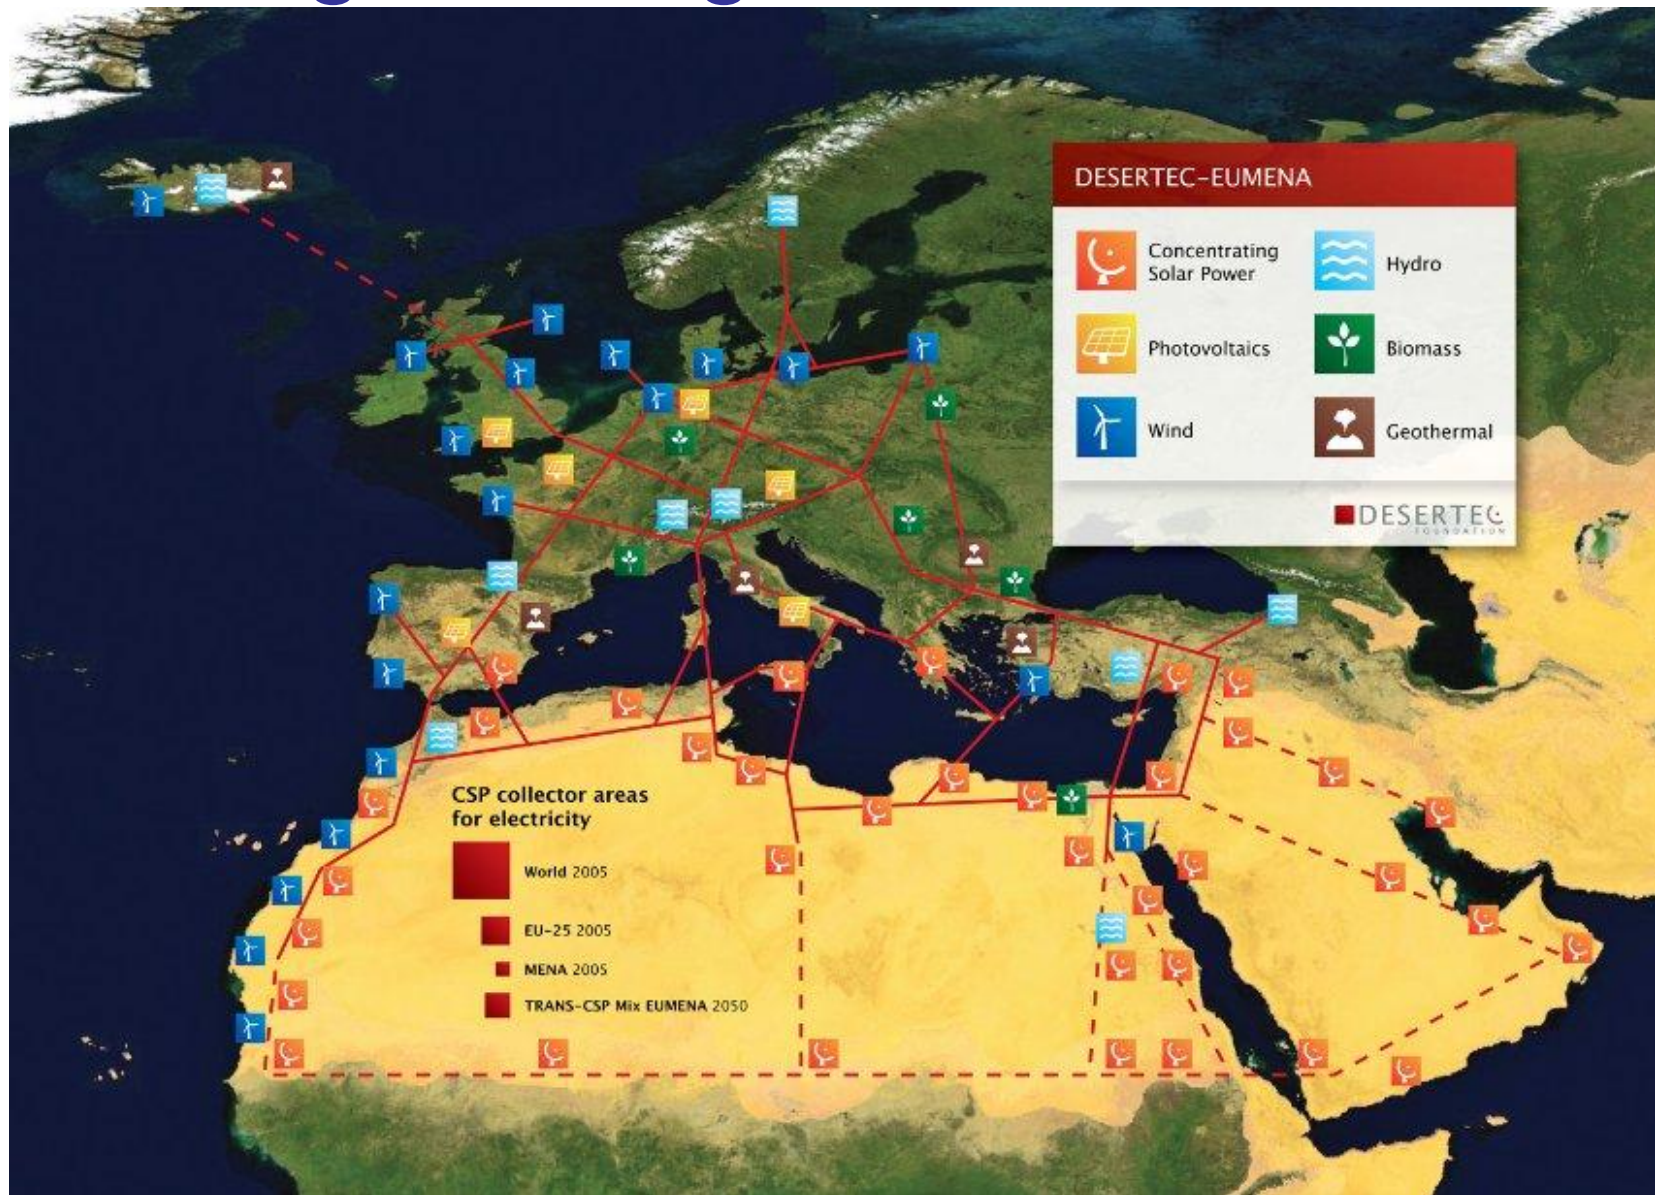 DESERTEC-EUMENA
Concentrating
Solar Power
Hydro
Photovoltaics
Biomass
Wind
Geothermal
DESERTEC
FOUNDATION
CSP collector areas
for electricity
World 2005
EU-25 2005
MENA 2005
TRANS-CSP Mix EUMENA 2050